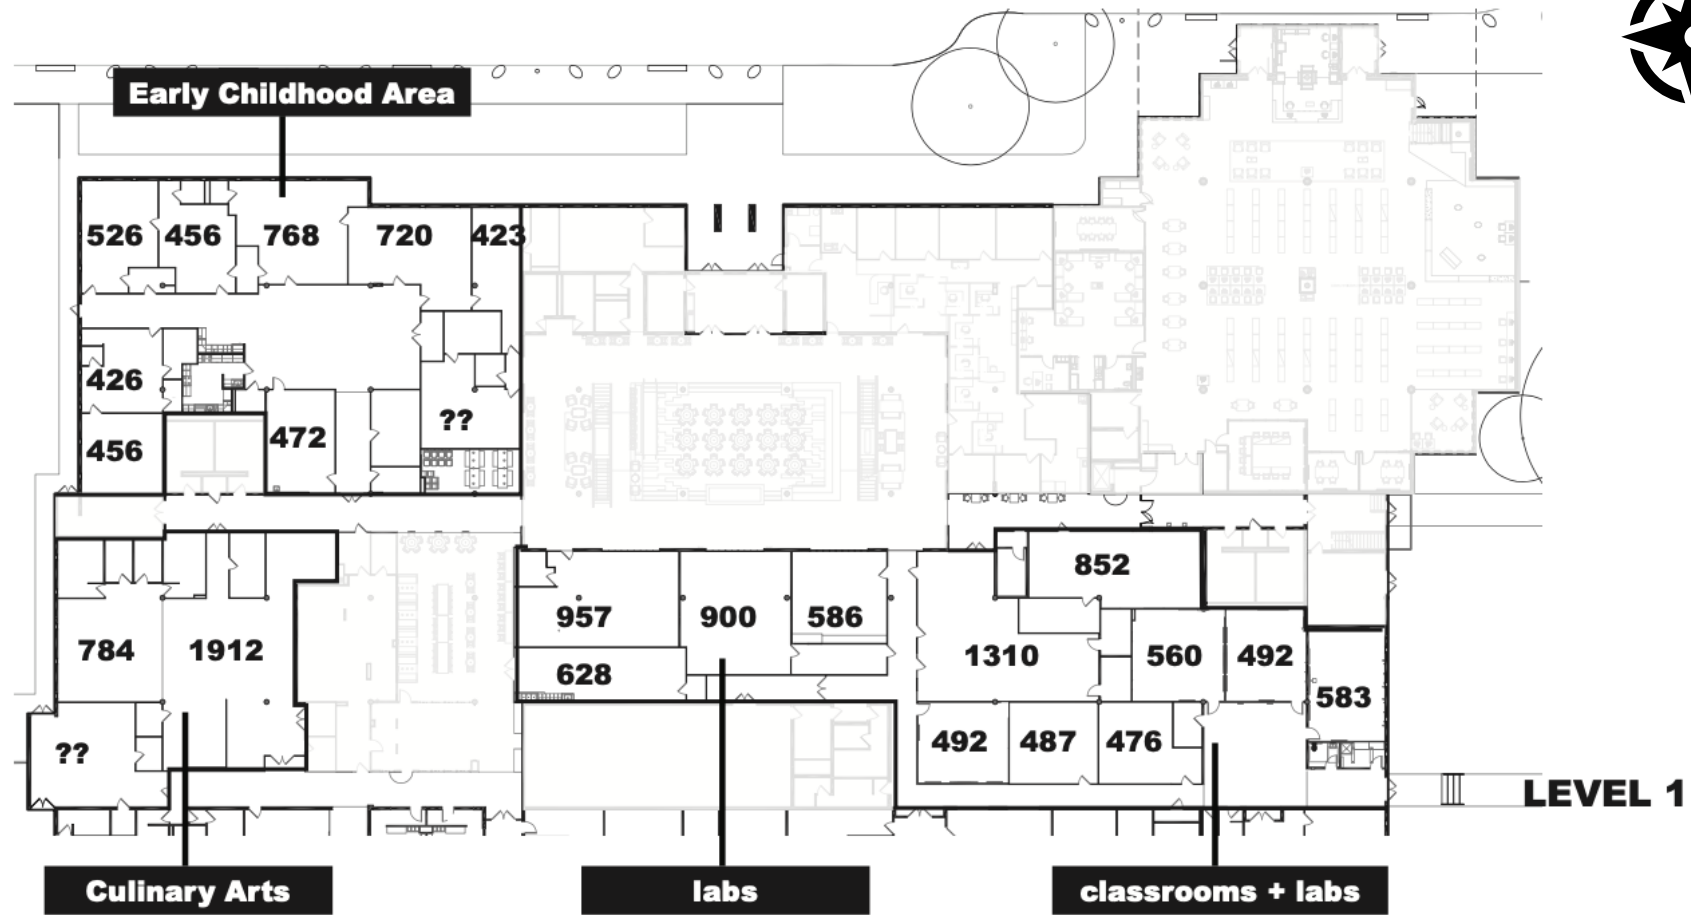 Early Childhood Area
526 456 768 720 423
426
456 472 ??
852
957 900 586
784 1912 1310 560 492
628
583
?? 492 487 476
LEVEL 1
Culinary Arts labs classrooms + labs